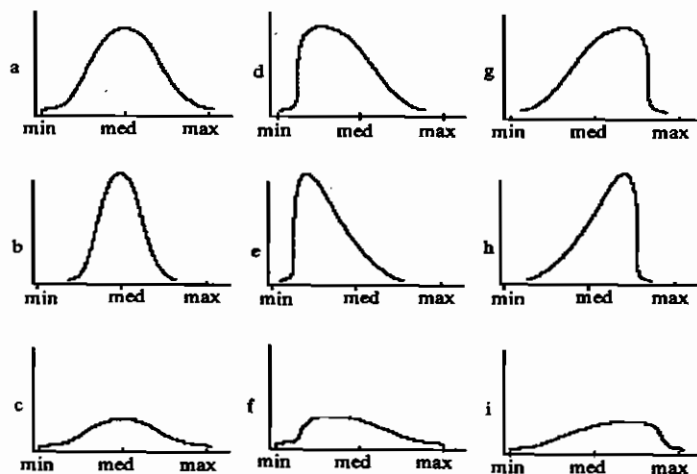 a
min med max
d
min med max
g
min med max
b
min med max
e
min med max
h
min med max
c
min med max
f
min med max
i
min med max